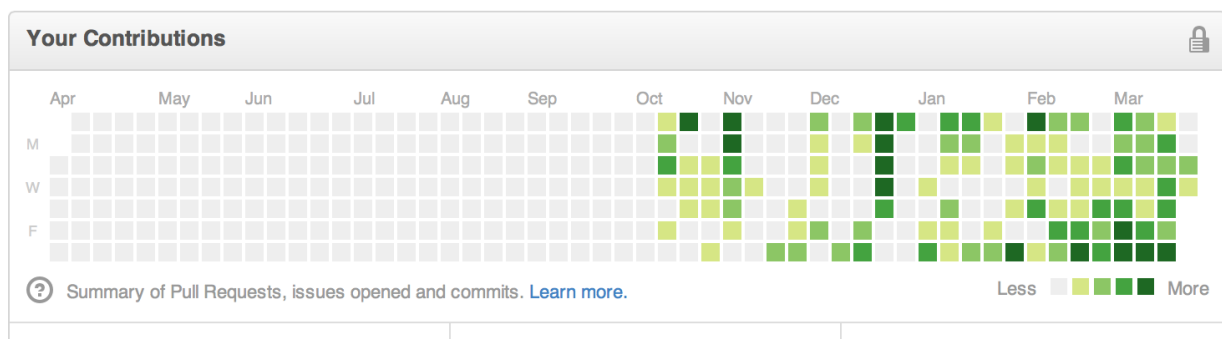 Your Contributions
Apr May Jun Jul Aug Sep Oct Nov Dec Jan Feb Mar
M
W
F
? Summary of Pull Requests, issues opened and commits. Learn more.
Less More